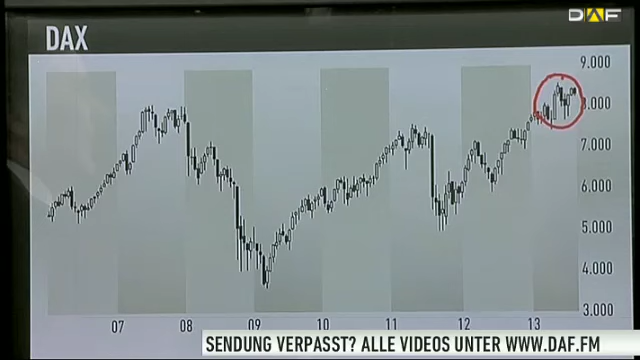 DAF
DAX
9.000
8.000
7.000
6.000
5.000
4.000
3.000
07 08 09 10 11 12 13
SENDUNG VERPASST? ALLE VIDEOS UNTER WWW.DAF.FM